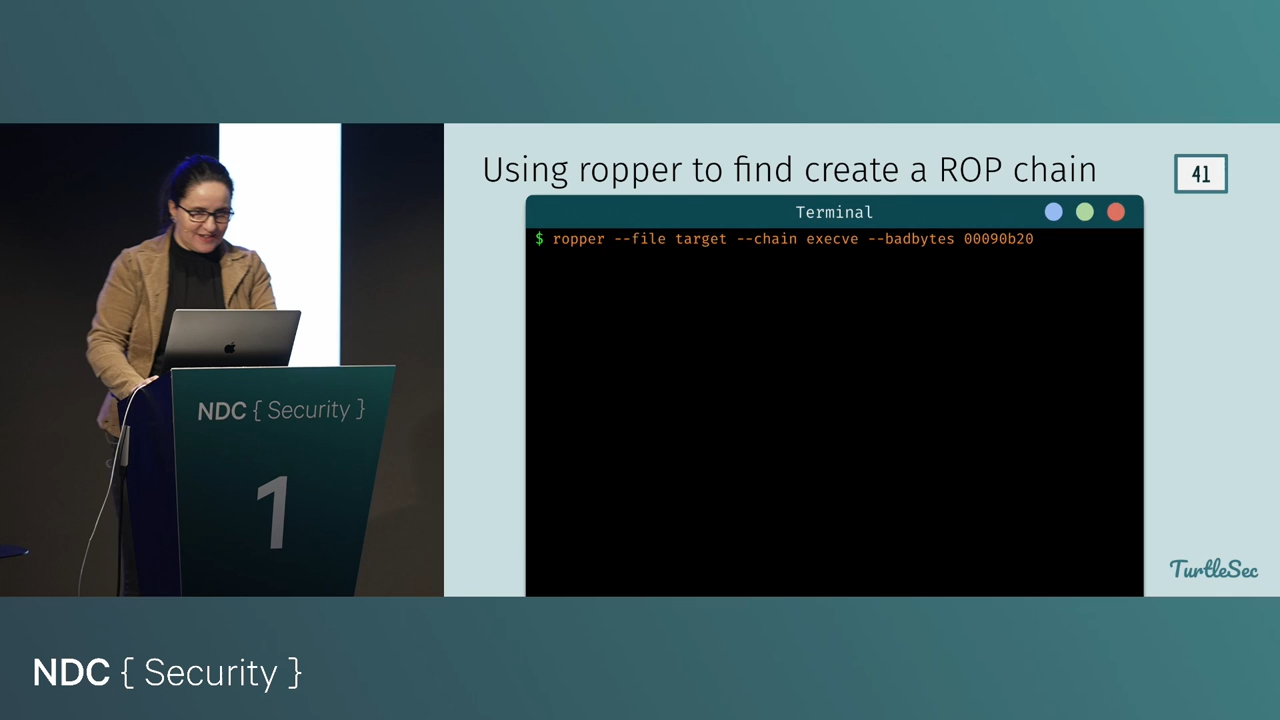 Using ropper to find create a ROP chain
41
Terminal
$ ropper --file target --chain execve --badbytes 00090b20
NDC { Security }
1
TurtleSec
NDC { Security }